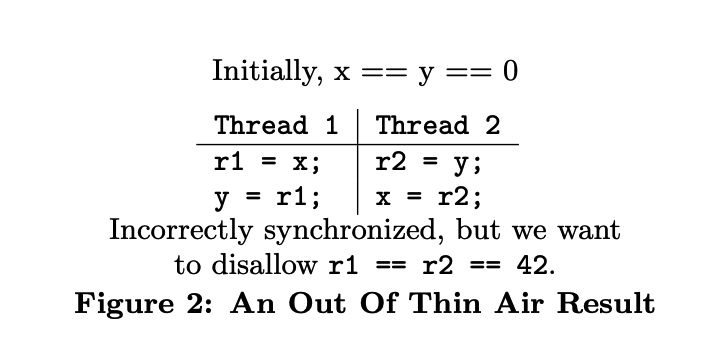 Initially, x == y == 0
Thread 1 Thread 2
r1 = x; r2 = y;
y = r1; x = r2;
Incorrectly synchronized, but we want
to disallow r1 == r2 == 42.
Figure 2: An Out Of Thin Air Result